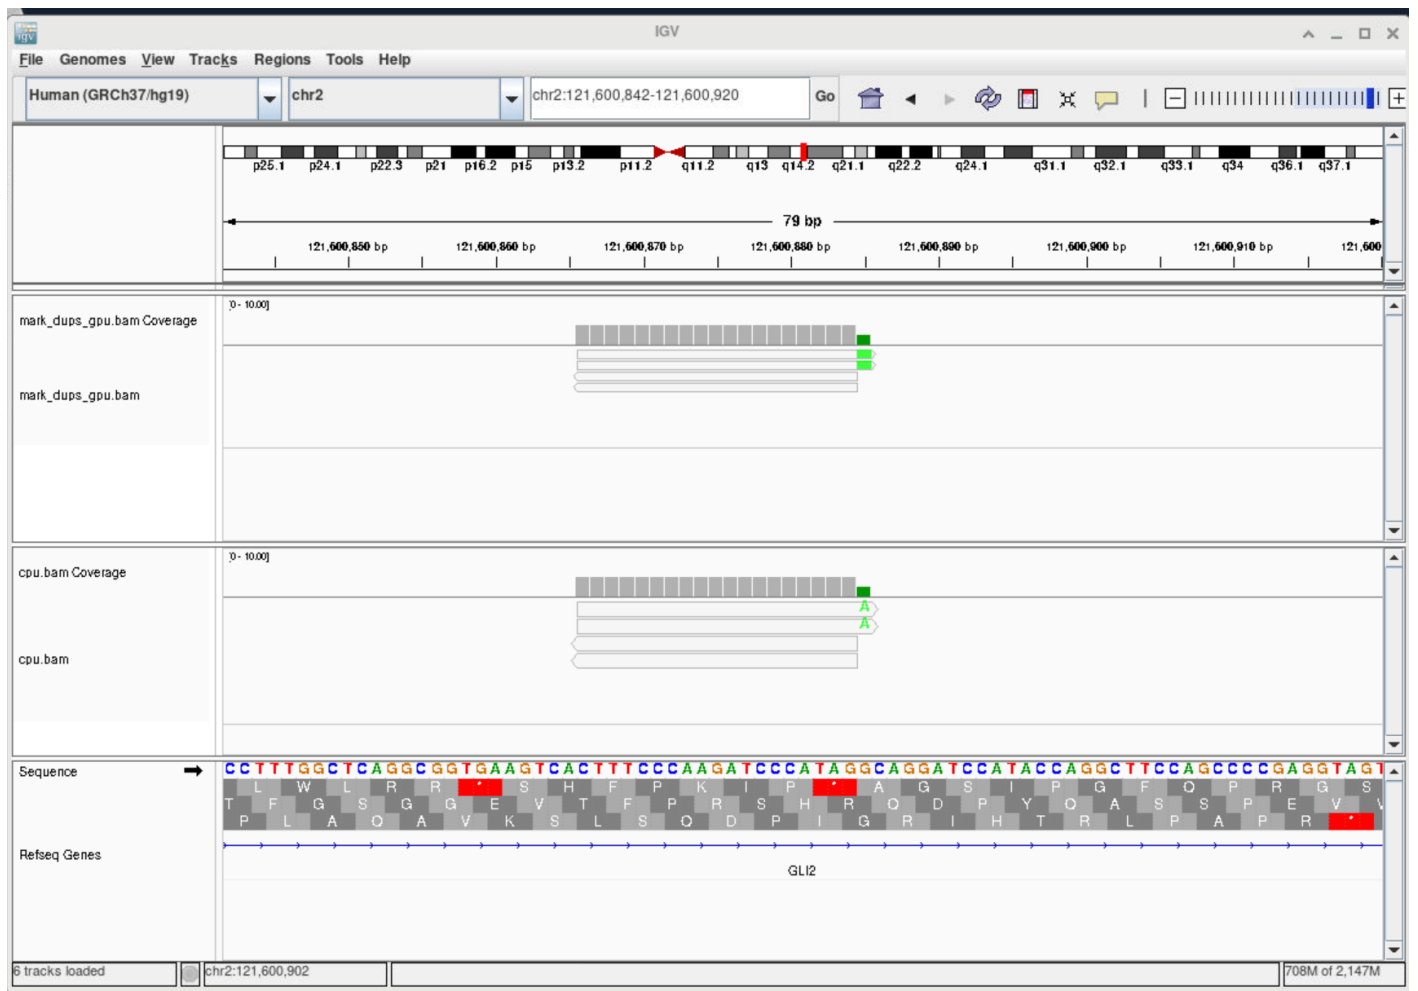 IGV
File Genomes View Tracks Regions Tools Help
Human (GRCh37/hg19) chr2 chr2:121,600,842-121,600,920 Go
p25.1 p24.1 p22.3 p21 p16.2 p15 p13.2 p11.2 q11.2 q13 q14.2 q21.1 q22.2 q24.1 q31.1 q32.1 q33.1 q34 q36.1 q37.1
79 bp
121,600,850 bp 121,600,860 bp 121,600,870 bp 121,600,880 bp 121,600,890 bp 121,600,900 bp 121,600,910 bp 121,600
[0 - 10.00]
mark_dups_gpu.bam Coverage
mark_dups_gpu.bam
[0 - 10.00]
cpu.bam Coverage
A
A
cpu.bam
Sequence C C T T T G G C T C A G G C G G T G A A G T C A C T T T C C C A A G A T C C C A T A G G C A G G A T C C A T A C C A G G C T T C C A G C C C C G A G G T A G T
L W L R R * S H F P K I P * A G S I P G F Q P R G S
T F G S G G E V T F P R S H R Q D P Y Q A S S P E V V
P L A Q A V K S L S Q D P I G R I H T R L P A P R *
Refseq Genes
GLI2
6 tracks loaded chr2:121,600,902 708M of 2,147M